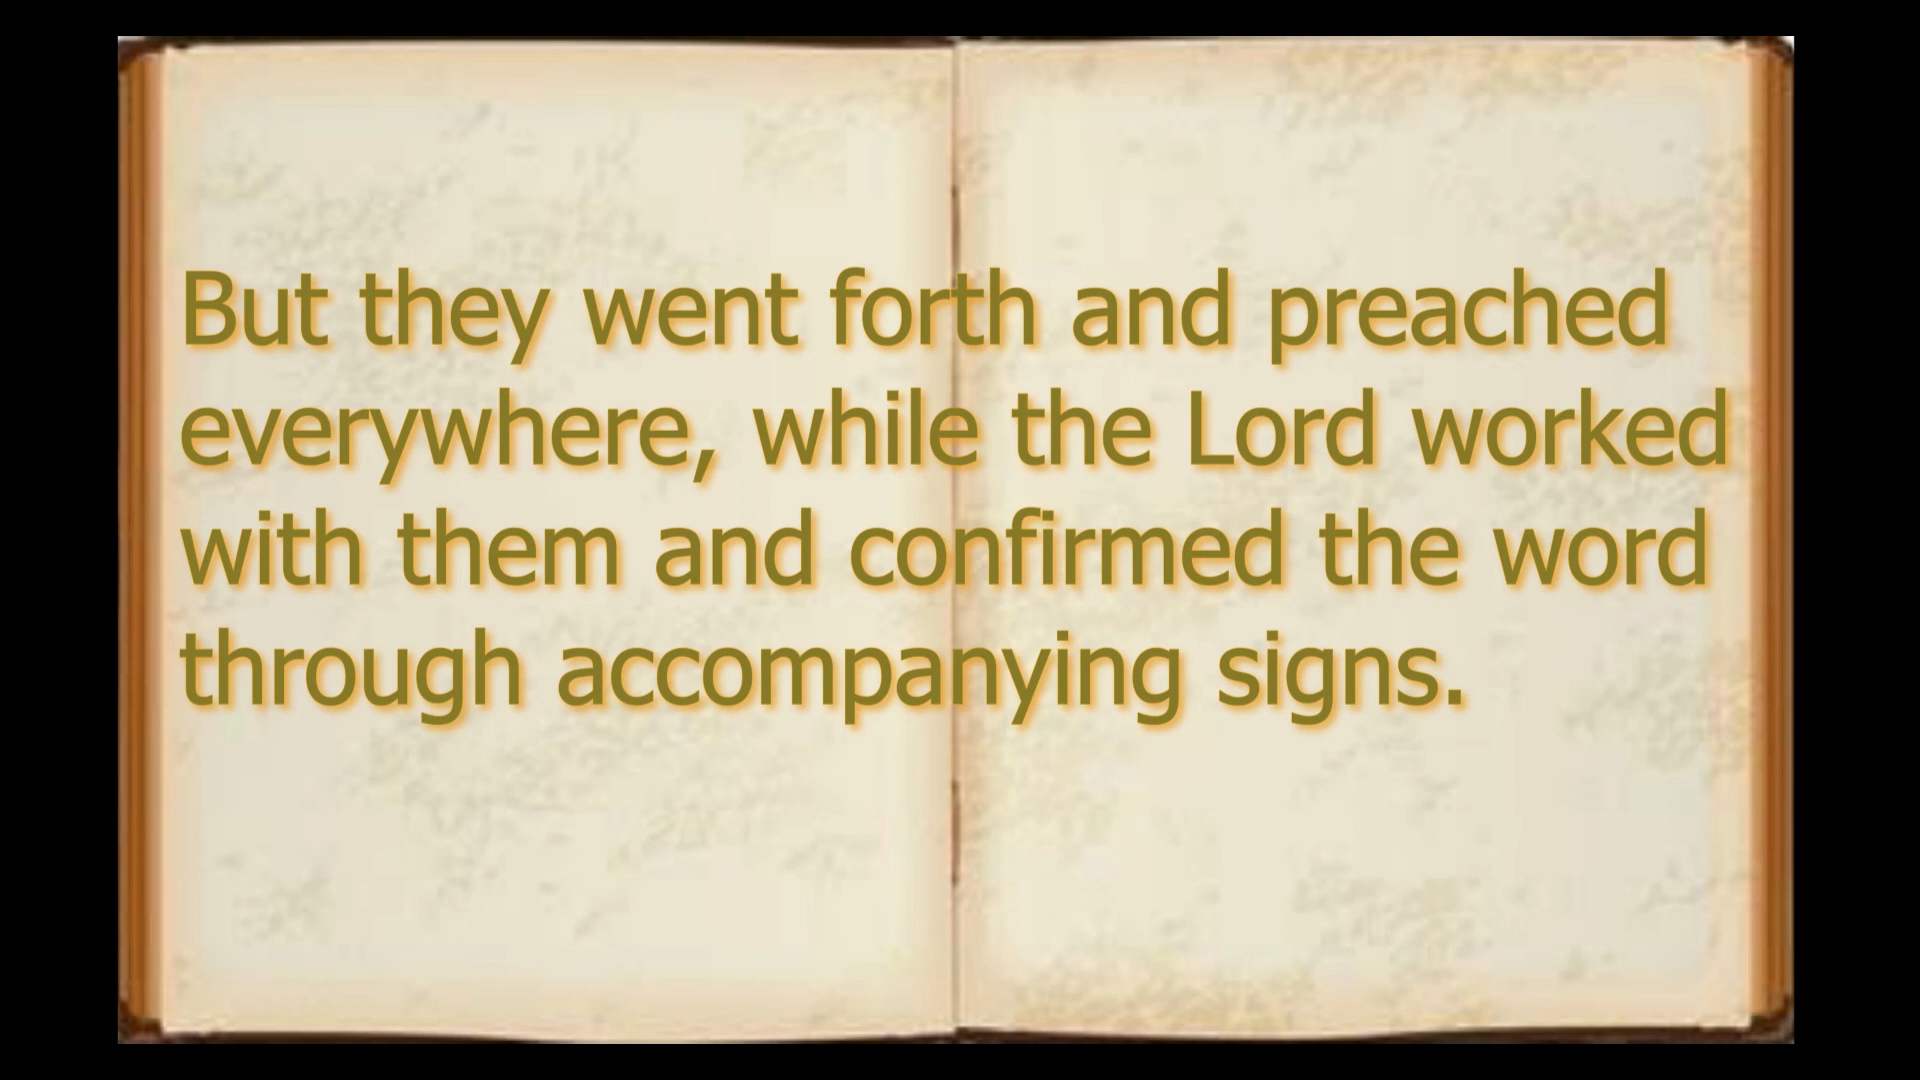 But they went forth and preached
everywhere, while the Lord worked
with them and confirmed the word
through accompanying signs.